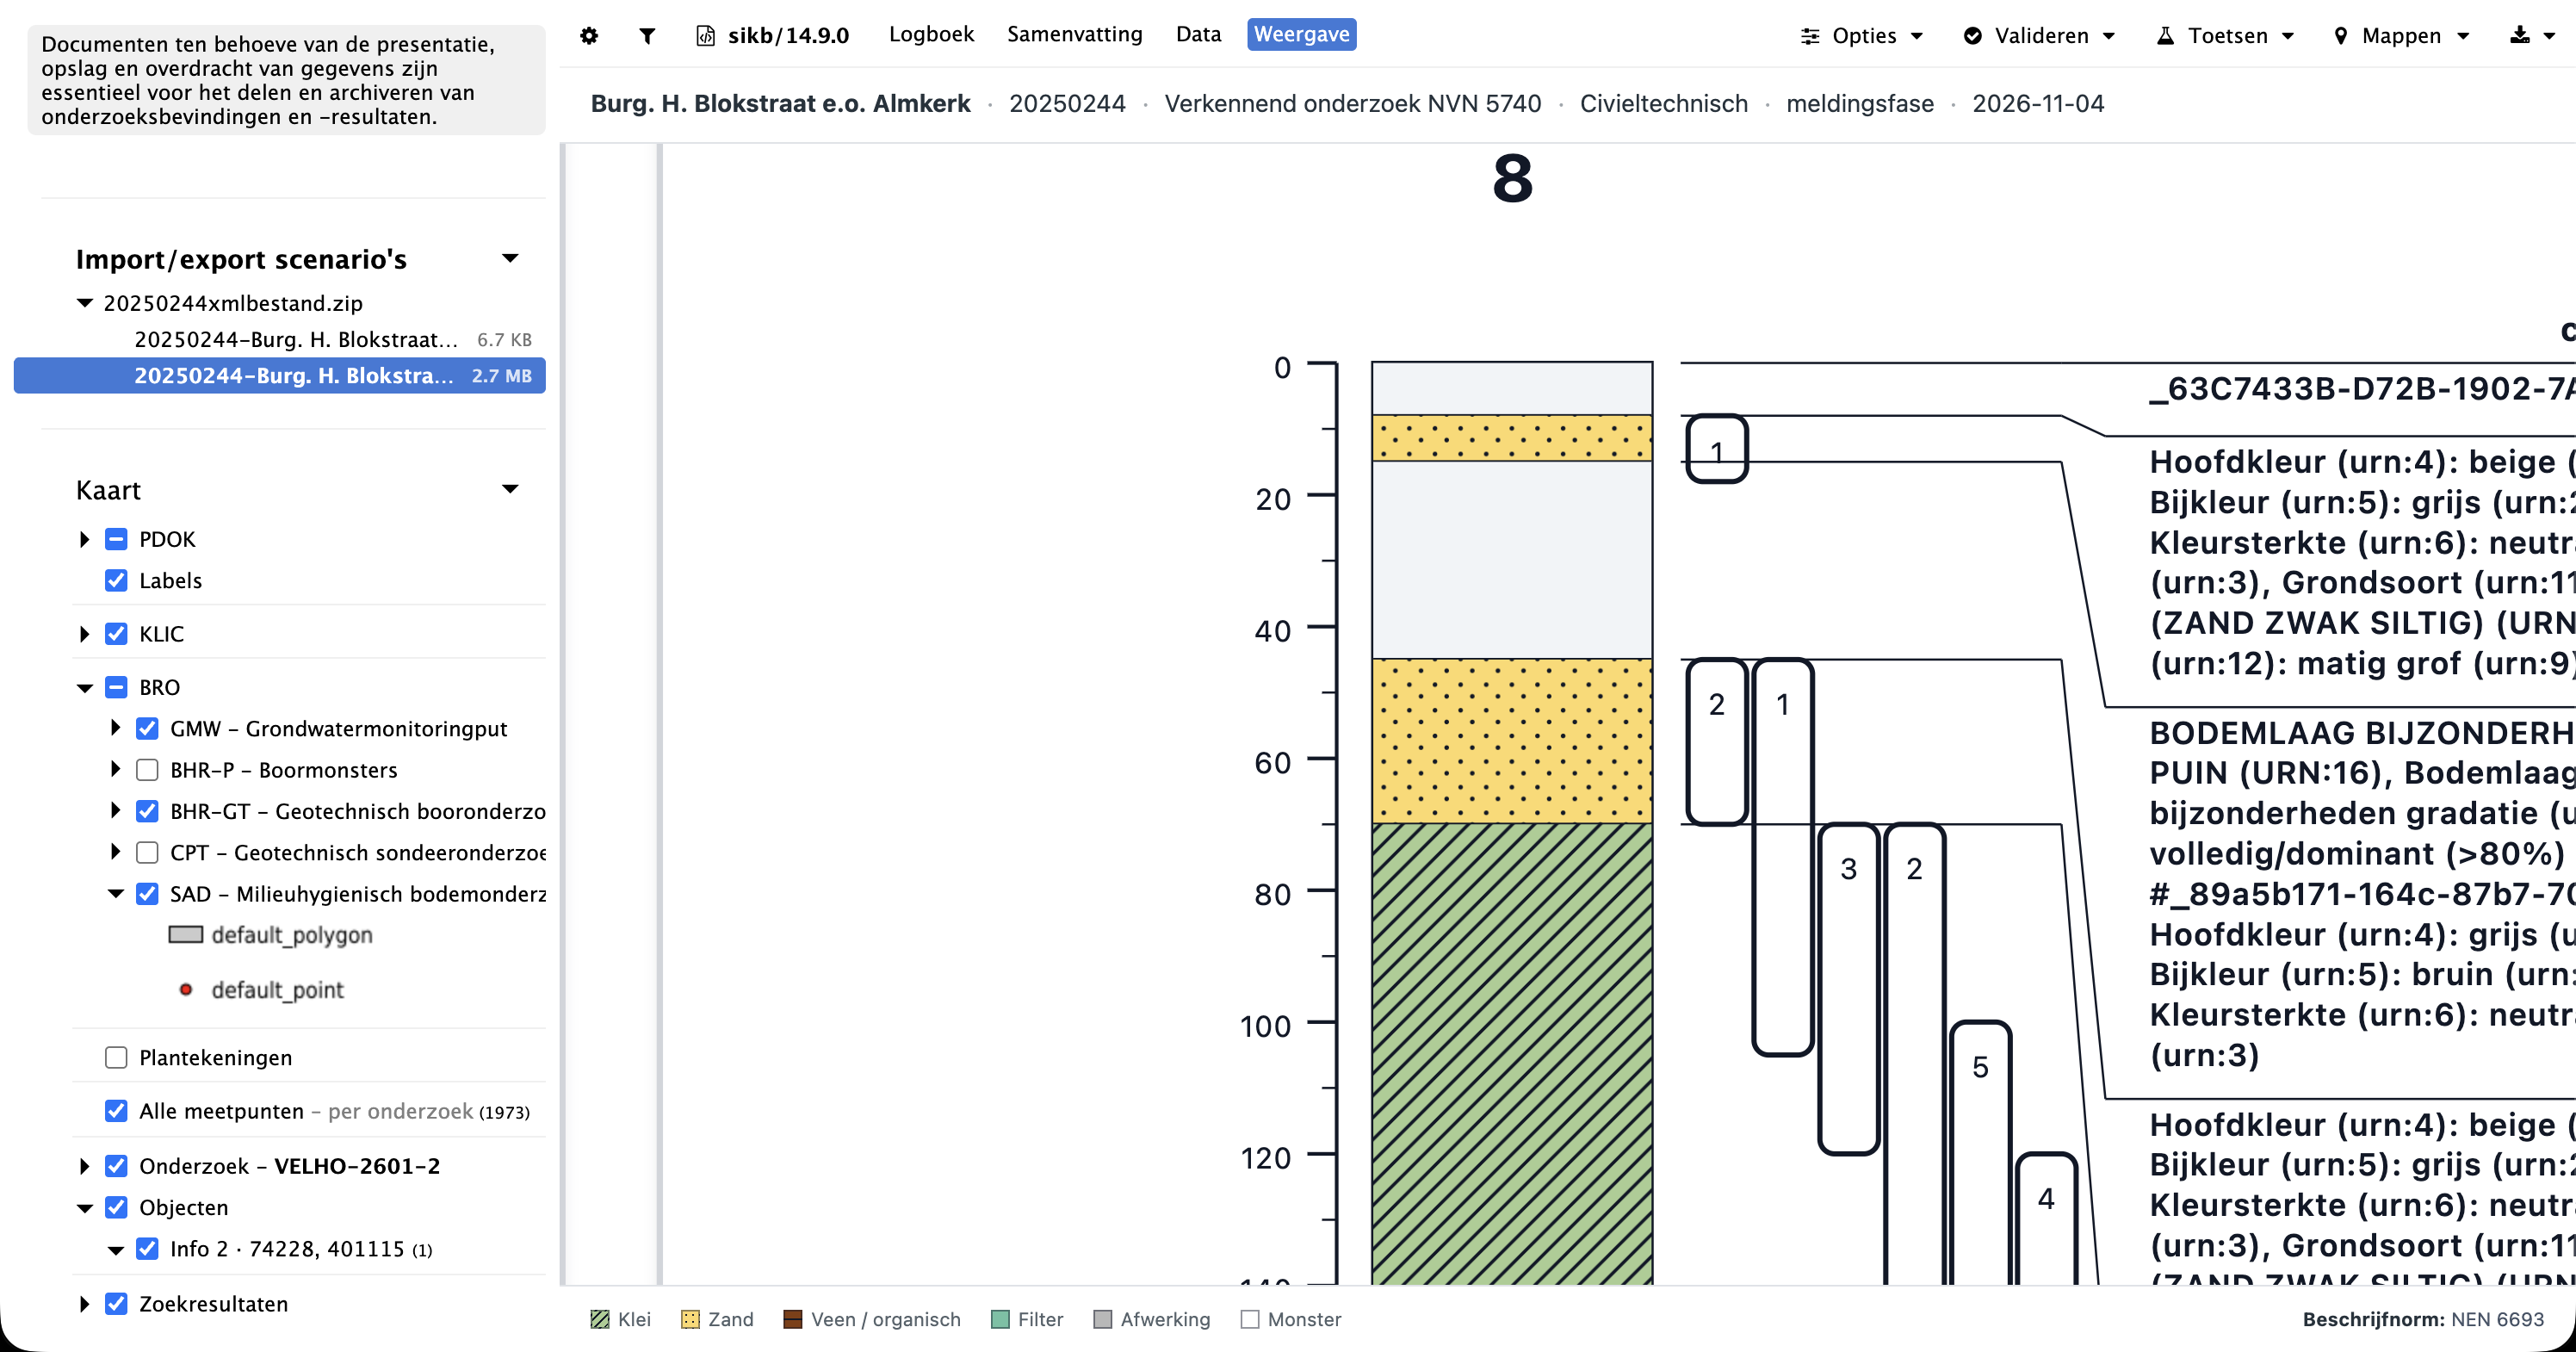 Documenten ten behoeve van de presentatie,
opslag en overdracht van gegevens zijn
essentieel voor het delen en archiveren van
onderzoeksbevindingen en -resultaten.
Import/export scenario's
20250244xmlbestand.zip
20250244-Burg. H. Blokstraat... 6.7 KB
20250244-Burg. H. Blokstra... 2.7 MB
Kaart
PDOK
Labels
KLIC
BRO
GMW - Grondwatermonitoringput
BHR-P - Boormonsters
BHR-GT - Geotechnisch booronderzo
CPT - Geotechnisch sondeeronderzoe
SAD - Milieuhygienisch bodemonderz
default_polygon
default_point
Plantekeningen
Alle meetpunten - per onderzoek (1973)
Onderzoek - VELHO-2601-2
Objecten
Info 2 · 74228, 401115 (1)
Zoekresultaten
sikb/14.9.0 Logboek Samenvatting Data Weergave Opties Valideren Toetsen Mappen
Burg. H. Blokstraat e.o. Almkerk · 20250244 · Verkennend onderzoek NVN 5740 · Civieltechnisch · meldingsfase · 2026-11-04
8
0
20
40
60
80
100
120
140
1
2 1
3 2
5
4
_63C7433B-D72B-1902-7A
Hoofdkleur (urn:4): beige (
Bijkleur (urn:5): grijs (urn:2
Kleursterkte (urn:6): neutra
(urn:3), Grondsoort (urn:11
(ZAND ZWAK SILTIG) (URN
(urn:12): matig grof (urn:9)
BODEMLAAG BIJZONDERH
PUIN (URN:16), Bodemlaag
bijzonderheden gradatie (u
volledig/dominant (>80%)
#_89a5b171-164c-87b7-70
Hoofdkleur (urn:4): grijs (u
Bijkleur (urn:5): bruin (urn:
Kleursterkte (urn:6): neutra
(urn:3)
Hoofdkleur (urn:4): beige (
Bijkleur (urn:5): grijs (urn:2
Kleursterkte (urn:6): neutra
(urn:3), Grondsoort (urn:11
(ZAND ZWAK SILTIG) (URN
Klei Zand Veen / organisch Filter Afwerking Monster
Beschrijfnorm: NEN 6693